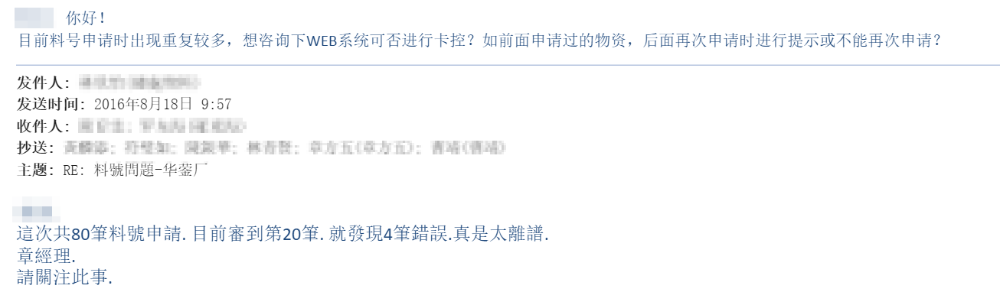 你好！
目前料号申请时出现重复较多，想咨询下WEB系统可否进行卡控？如前面申请过的物资，后面再次申请时进行提示或不能再次申请？
发件人：
发送时间：2016年8月18日 9:57
收件人：
抄送：
主题：RE: 料號問題-华蓥厂
這次共80筆料號申請. 目前審到第20筆. 就發現4筆錯誤.真是太離譜.
章經理.
請關注此事.